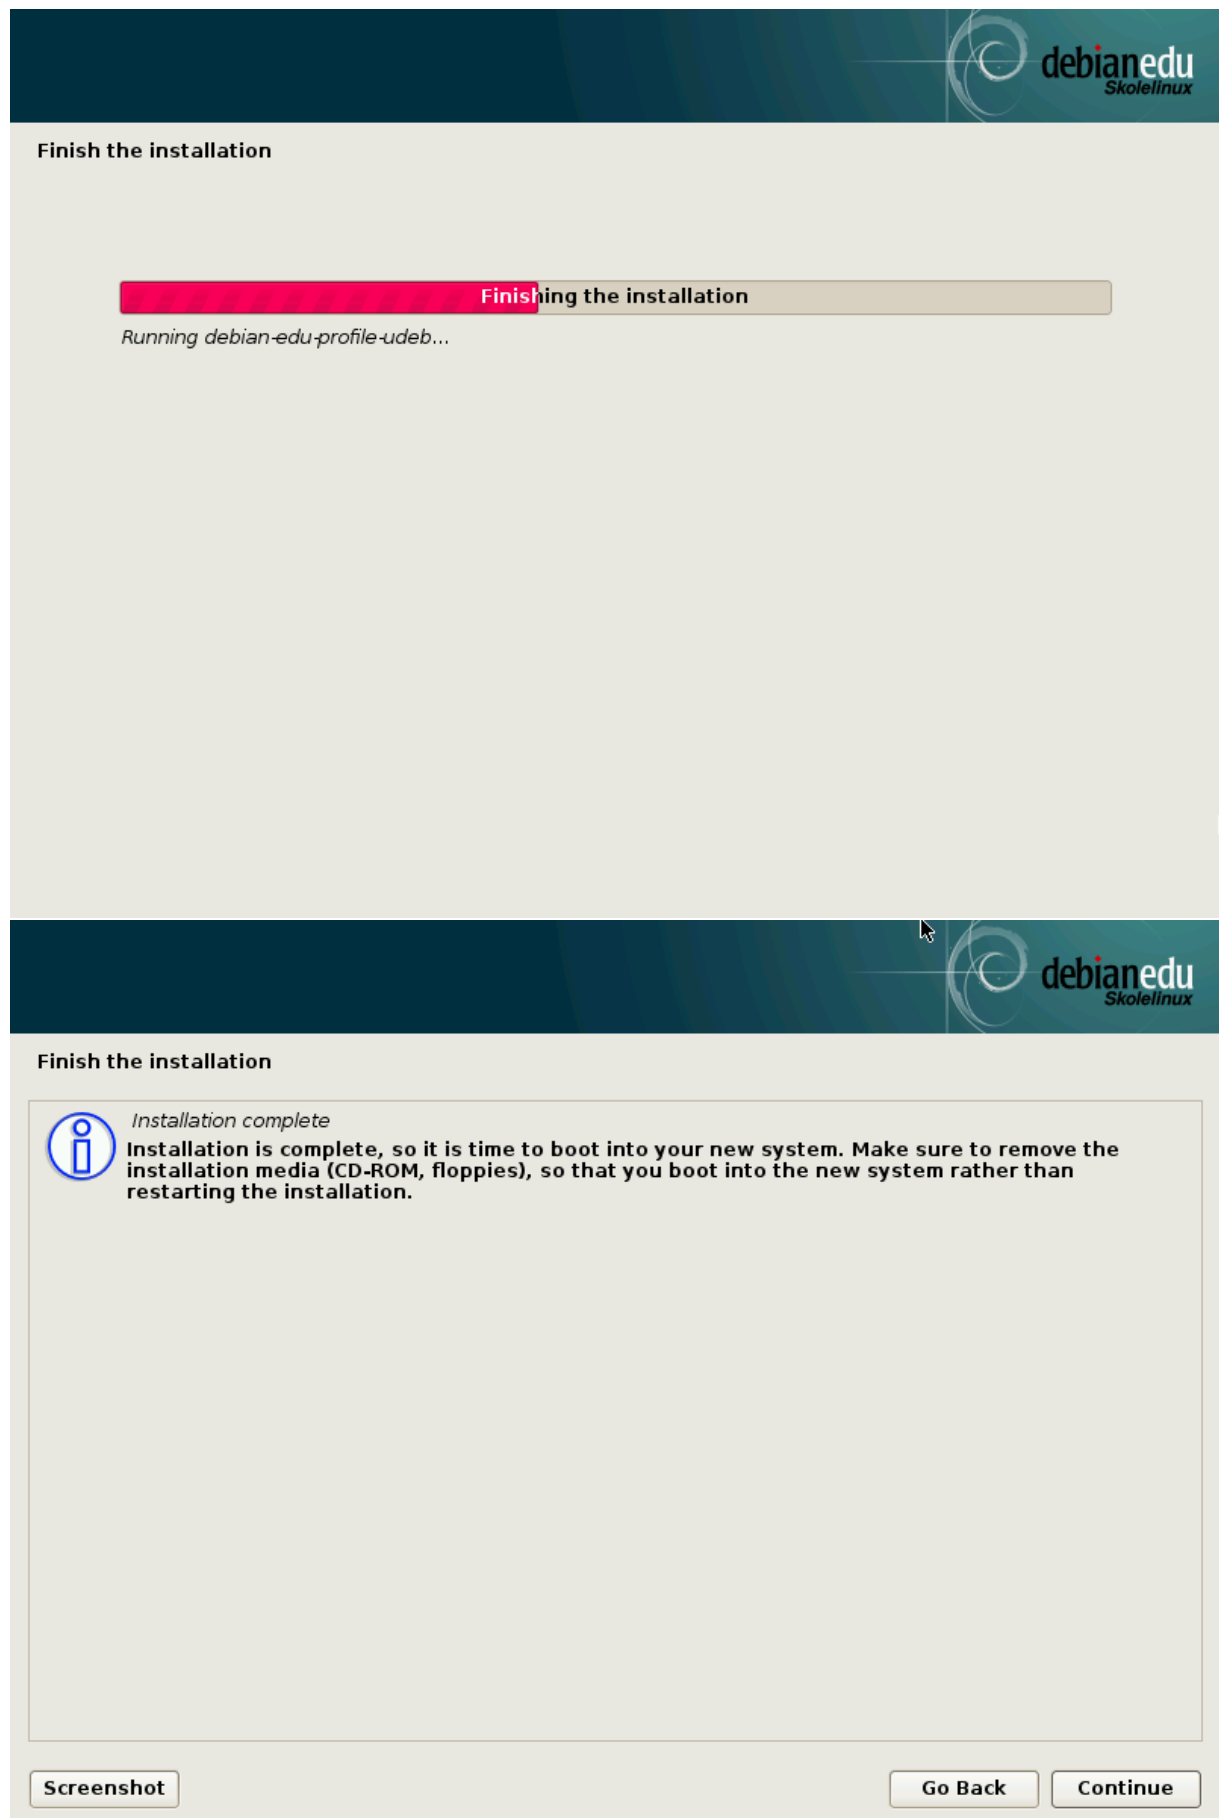 debianedu
Skolelinux
Finish the installation
Finishing the installation
Running debian-edu-profile-udeb...
debianedu
Skolelinux
Finish the installation
Installation complete
Installation is complete, so it is time to boot into your new system. Make sure to remove the
installation media (CD-ROM, floppies), so that you boot into the new system rather than
restarting the installation.
Screenshot
Go Back
Continue